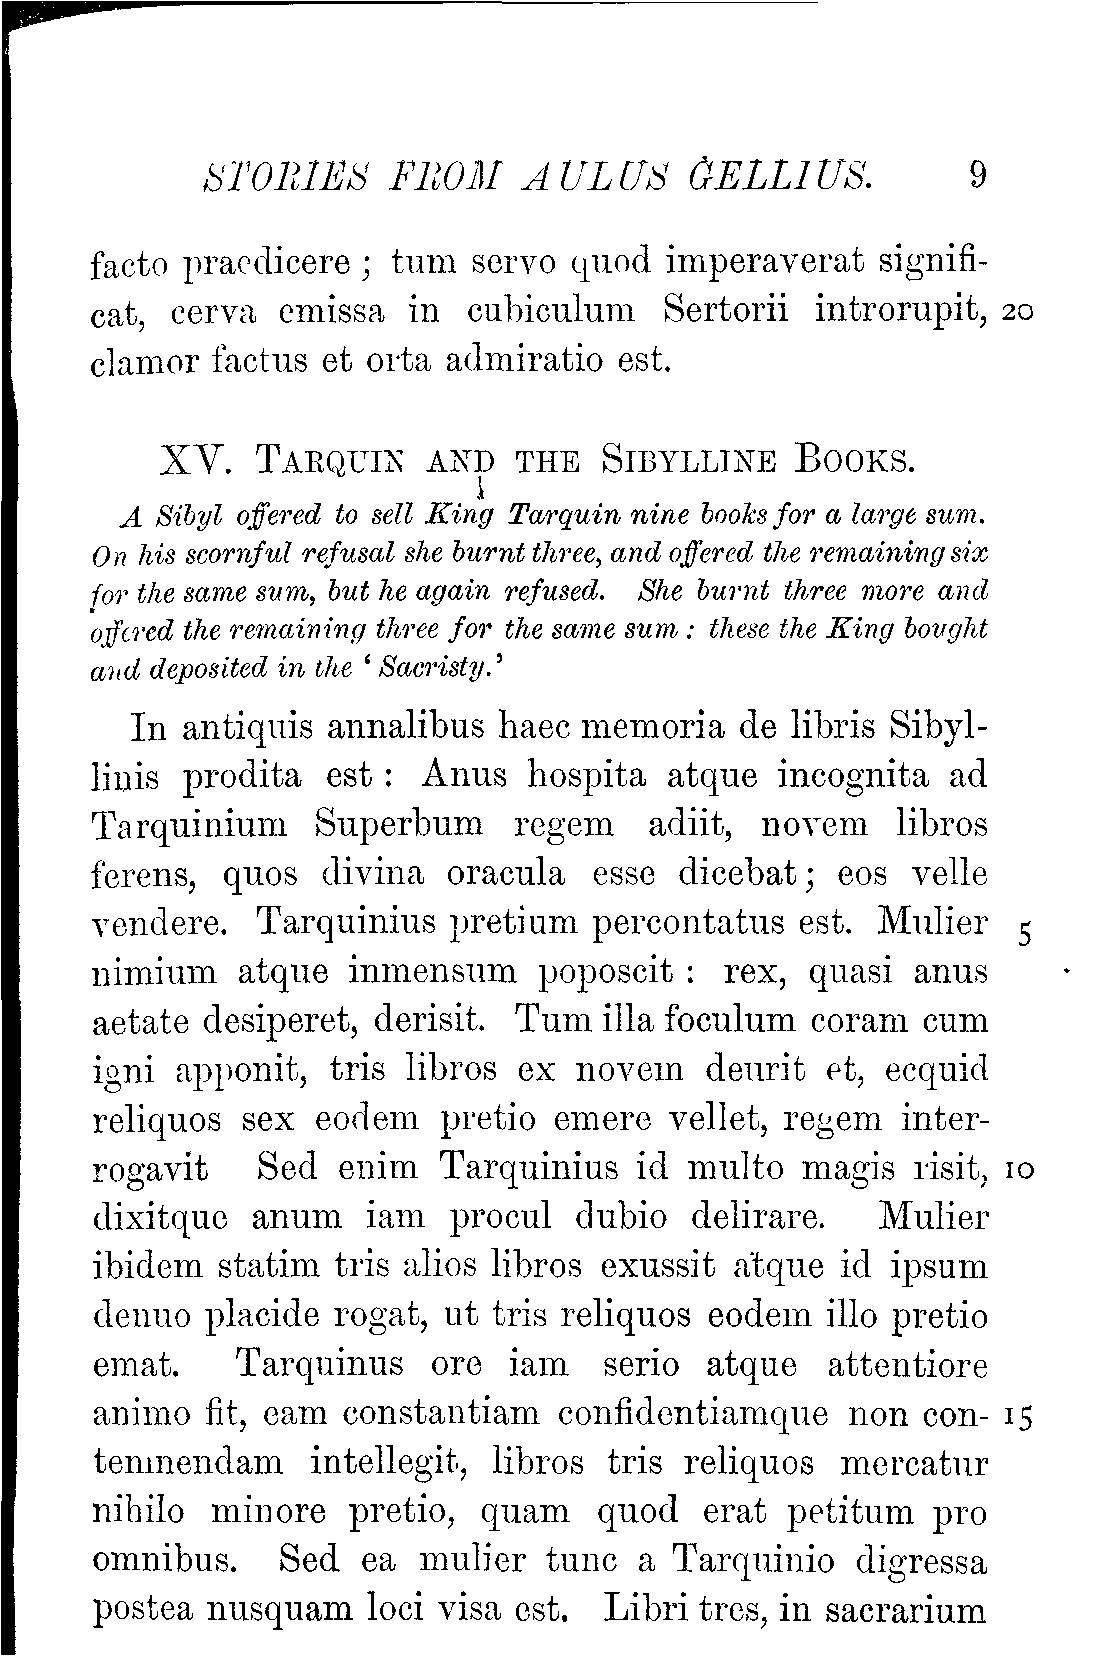 STORIES FROM AULUS GELLIUS. 9
facto praedicere ; tum servo quod imperaverat signifi-
cat, cerva emissa in cubiculum Sertorii introrupit, 20
clamor factus et orta admiratio est.
XV. TARQUIN AND THE SIBYLLINE BOOKS.
A Sibyl offered to sell King Tarquin nine books for a large sum.
On his scornful refusal she burnt three, and offered the remaining six
for the same sum, but he again refused. She burnt three more and
offered the remaining three for the same sum : these the King bought
and deposited in the ‘ Sacristy.’
In antiquis annalibus haec memoria de libris Sibyl-
linis prodita est : Anus hospita atque incognita ad
Tarquinium Superbum regem adiit, novem libros
ferens, quos divina oracula esse dicebat ; eos velle
vendere. Tarquinius pretium percontatus est. Mulier 5
nimium atque inmensum poposcit : rex, quasi anus
aetate desiperet, derisit. Tum illa foculum coram cum
igni apponit, tris libros ex novem deurit et, ecquid
reliquos sex eodem pretio emere vellet, regem inter-
rogavit Sed enim Tarquinius id multo magis risit, 10
dixitque anum iam procul dubio delirare. Mulier
ibidem statim tris alios libros exussit atque id ipsum
denuo placide rogat, ut tris reliquos eodem illo pretio
emat. Tarquinus ore iam serio atque attentiore
animo fit, eam constantiam confidentiamque non con- 15
temnendam intellegit, libros tris reliquos mercatur
nihilo minore pretio, quam quod erat petitum pro
omnibus. Sed ea mulier tunc a Tarquinio digressa
postea nusquam loci visa est. Libri tres, in sacrarium